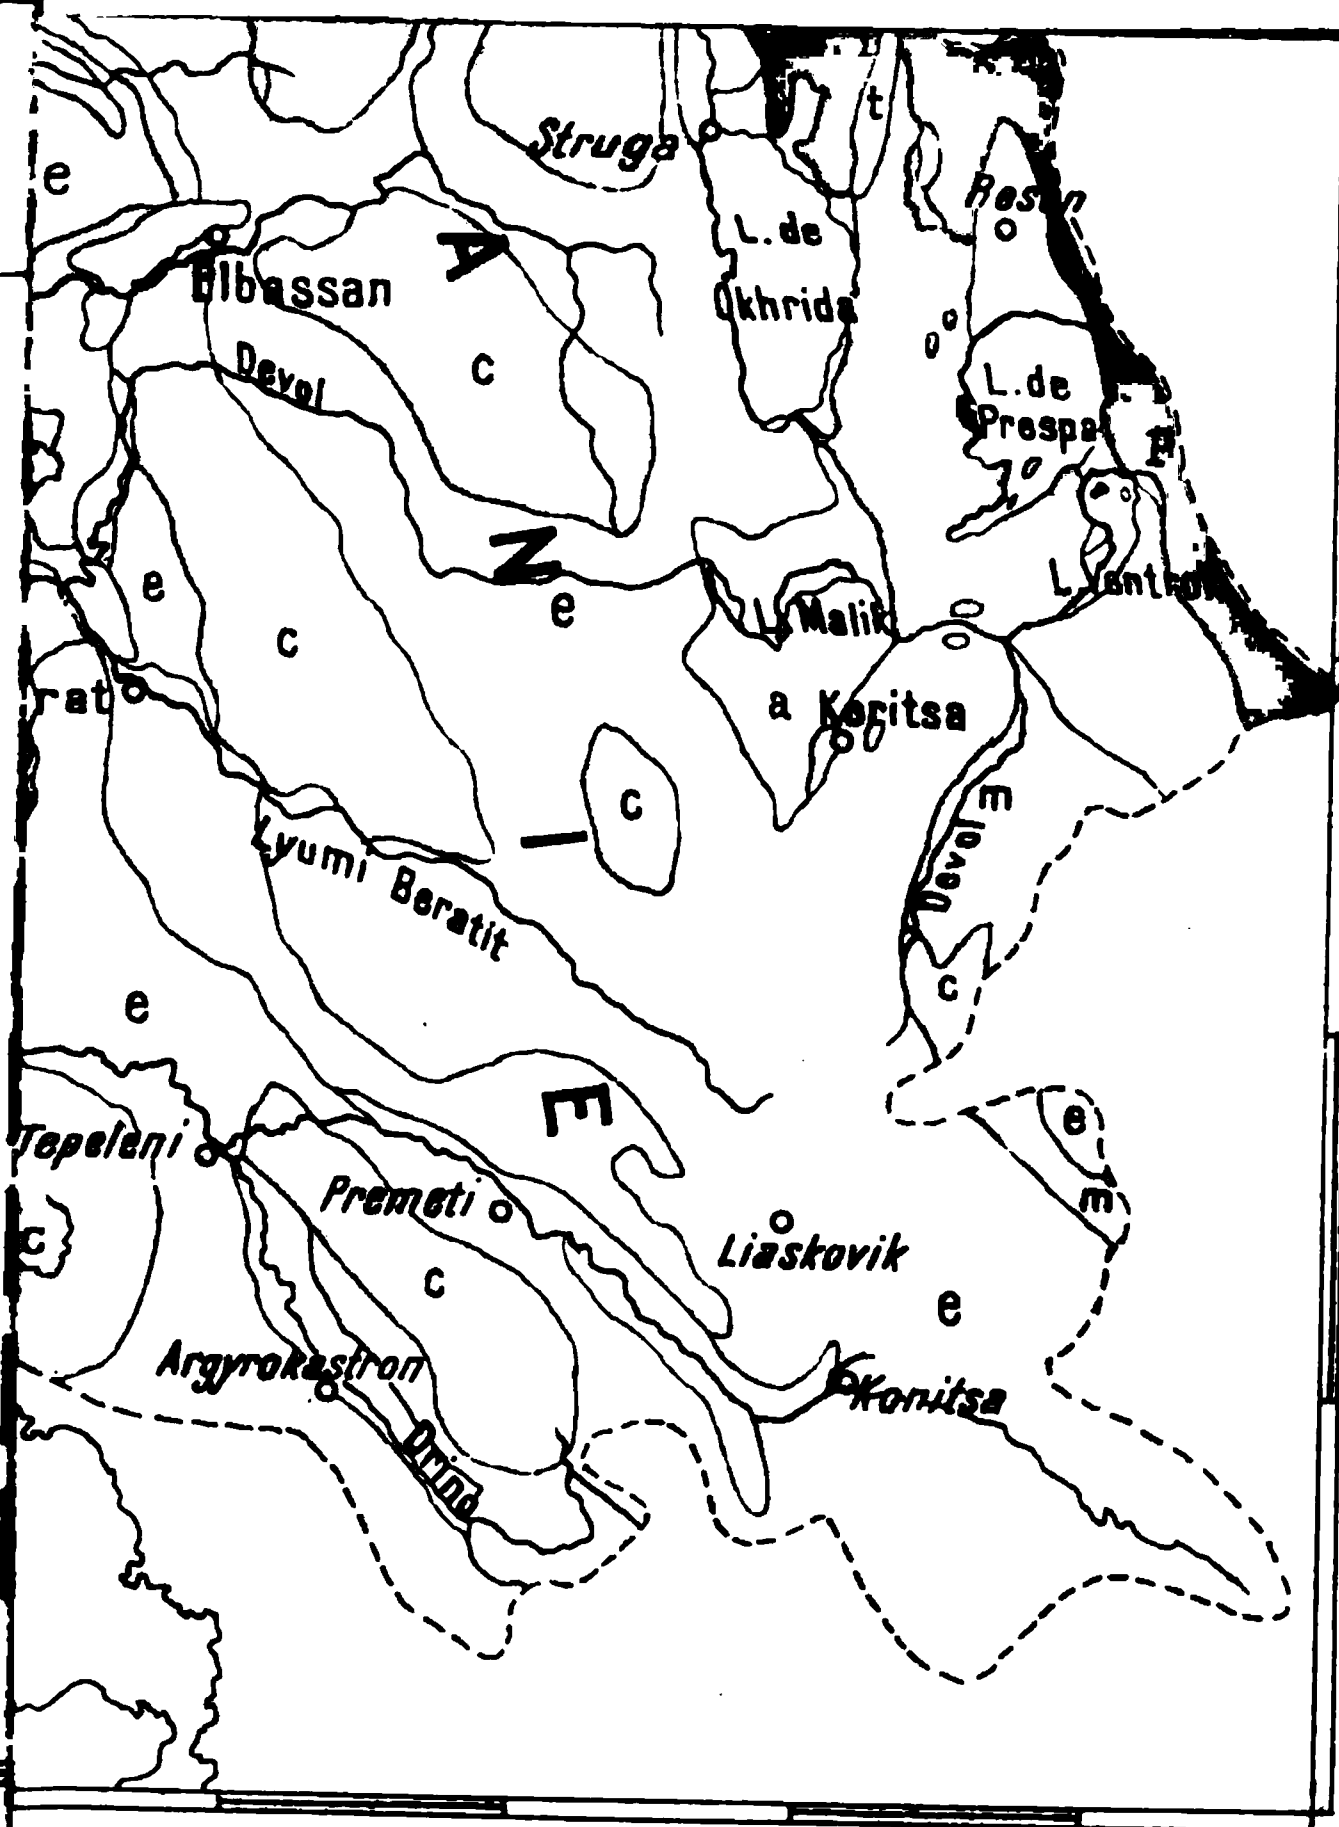 t
Struga
e
Resen
L. de
Okhrida
A
Elbassan
c
Devol
L. de
Prespa
P
N
e
e
c
L. Malik
rat
a
Koritsa
c
m
Devol
I
Lyumi Beratit
c
e
E
e
Tepeleni
Premeti
m
c
Liaskovik
c
e
Argyrokastron
Konitsa
Drino